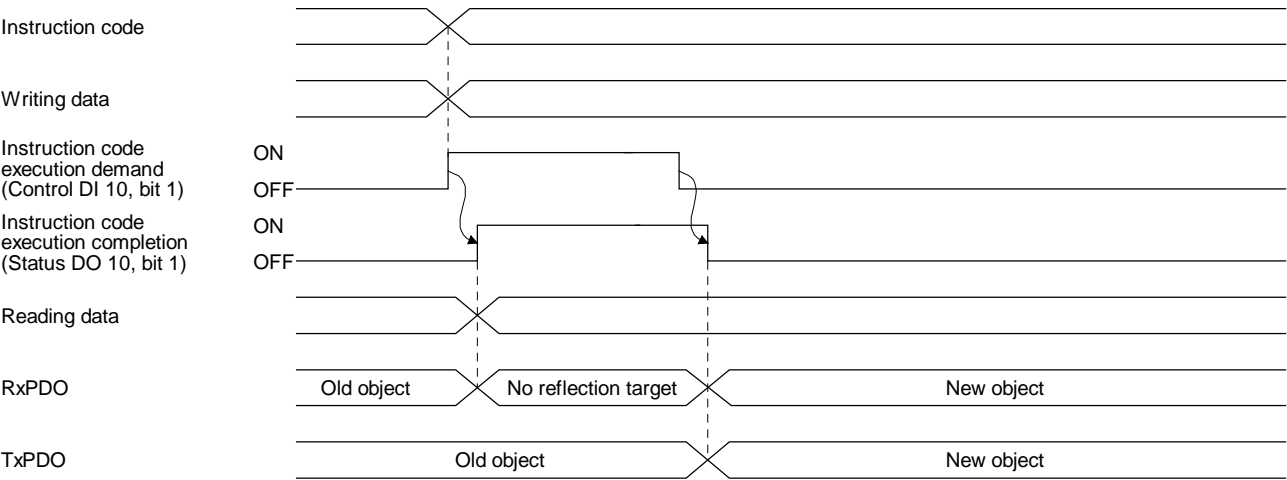 Instruction code
Writing data
Instruction code
execution demand
(Control DI 10, bit 1)
ON
OFF
Instruction code
execution completion
(Status DO 10, bit 1)
ON
OFF
Reading data
RxPDO
Old object
No reflection target
New object
TxPDO
Old object
New object